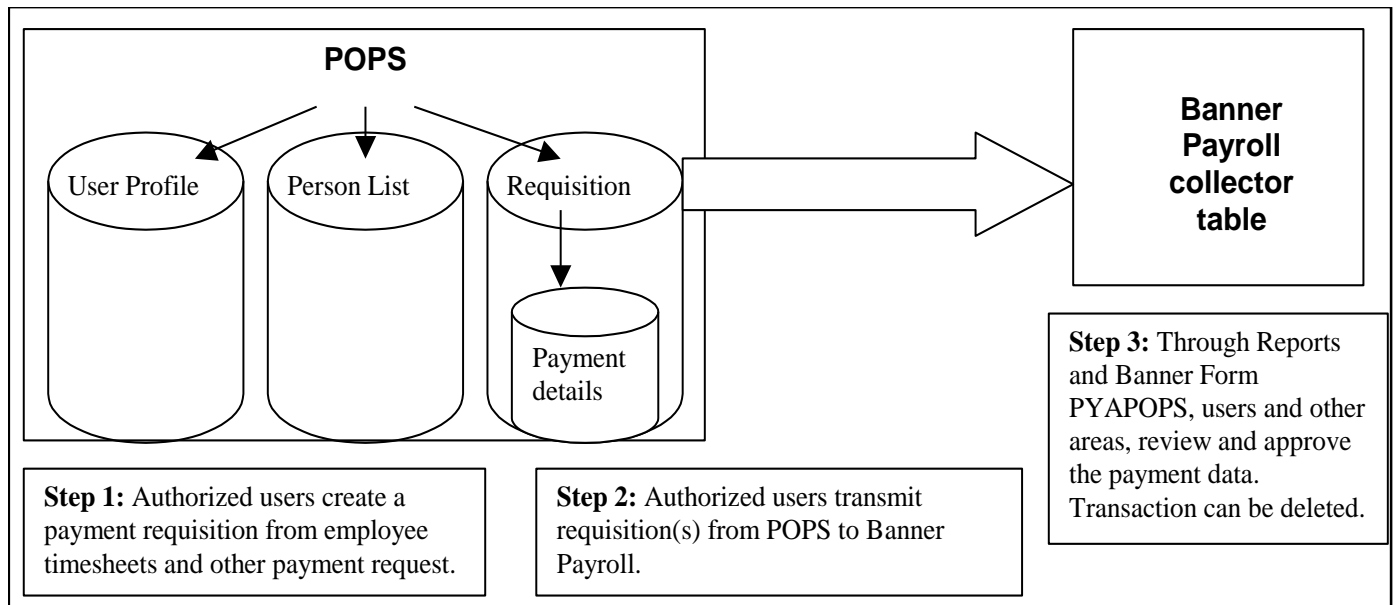 POPS
User Profile
Person List
Requisition
Payment
details
Banner
Payroll
collector
table
Step 1: Authorized users create a
payment requisition from employee
timesheets and other payment request.
Step 2: Authorized users transmit
requisition(s) from POPS to Banner
Payroll.
Step 3: Through Reports
and Banner Form
PYAPOPS, users and other
areas, review and approve
the payment data.
Transaction can be deleted.